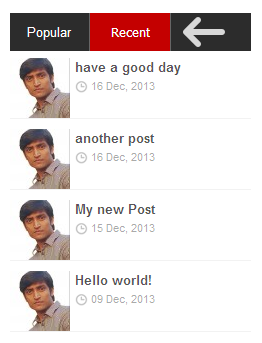 Popular Recent
have a good day
16 Dec, 2013
another post
16 Dec, 2013
My new Post
15 Dec, 2013
Hello world!
09 Dec, 2013